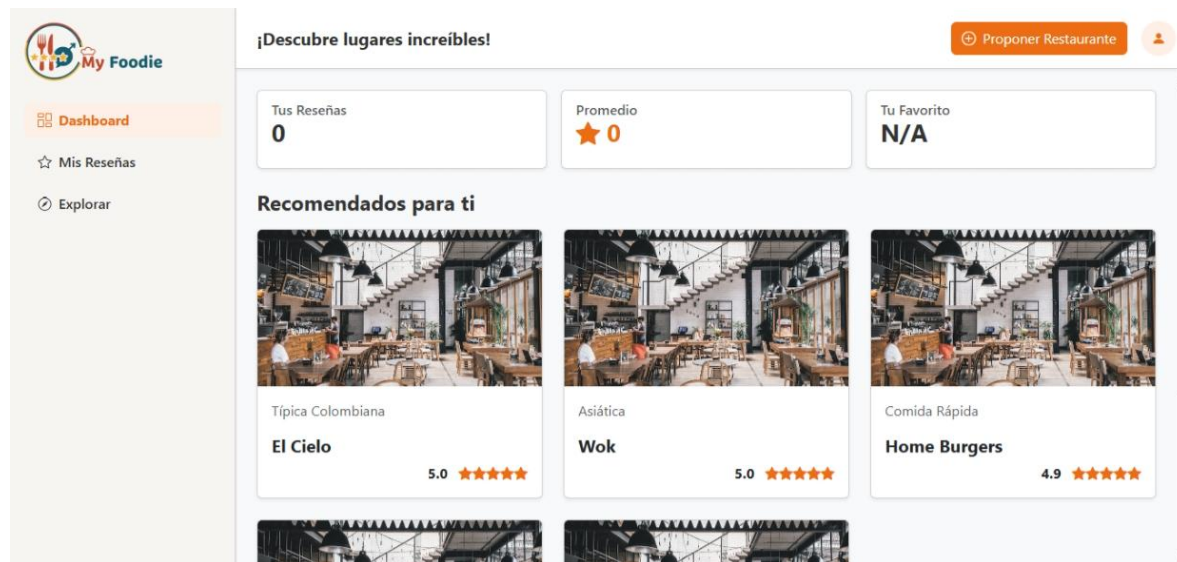 My Foodie
¡Descubre lugares increíbles!
Proponer Restaurante
Dashboard
Mis Reseñas
Explorar
Tus Reseñas
0
Promedio
0
Tu Favorito
N/A
Recomendados para ti
Típica Colombiana
El Cielo
5.0
Asiática
Wok
5.0
Comida Rápida
Home Burgers
4.9